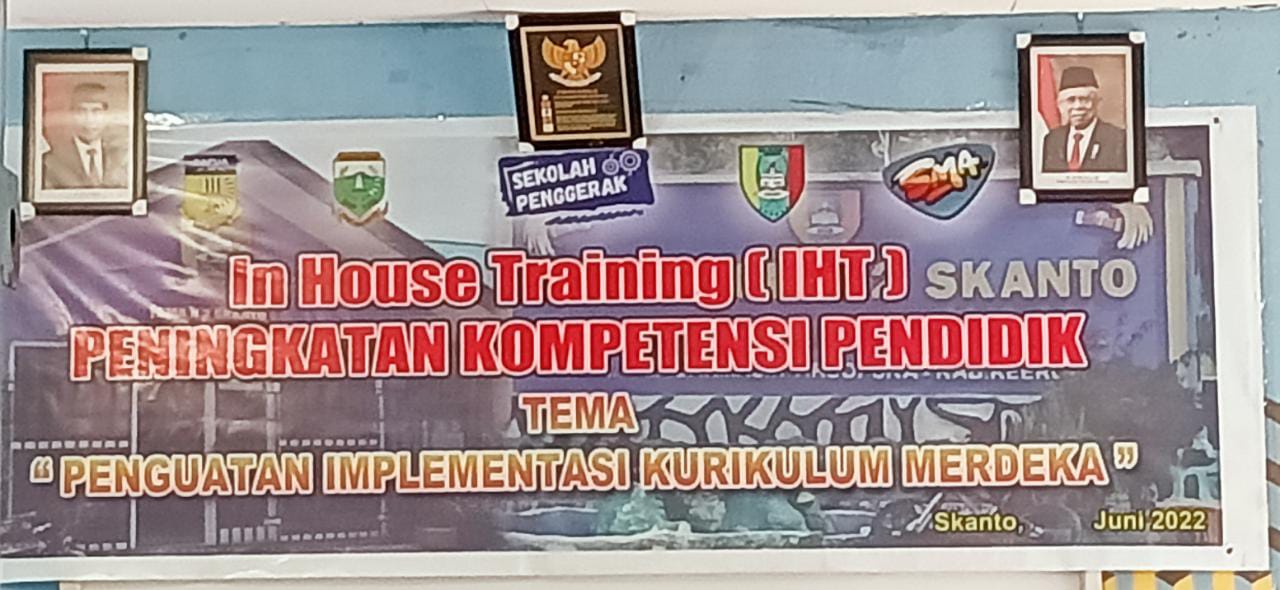 PAPUA
SEKOLAH
PENGGERAK
SMA
In House Training ( IHT ) SKANTO
PENINGKATAN KOMPETENSI PENDIDIK
TEMA
“ PENGUATAN IMPLEMENTASI KURIKULUM MERDEKA ”
Skanto, Juni 2022